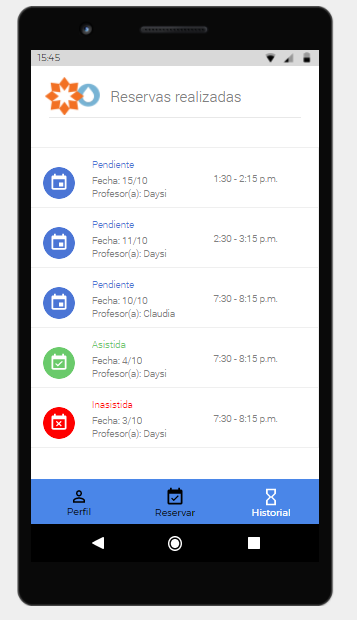 15:45
Reservas realizadas
Pendiente
Fecha: 15/10
1:30 - 2:15 p.m.
Profesor(a): Daysi
Pendiente
Fecha: 11/10
2:30 - 3:15 p.m.
Profesor(a): Daysi
Pendiente
Fecha: 10/10
7:30 - 8:15 p.m.
Profesor(a): Claudia
Asistida
Fecha: 4/10
7:30 - 8:15 p.m.
Profesor(a): Daysi
Inasistida
Fecha: 3/10
7:30 - 8:15 p.m.
Profesor(a): Daysi
Perfil
Reservar
Historial